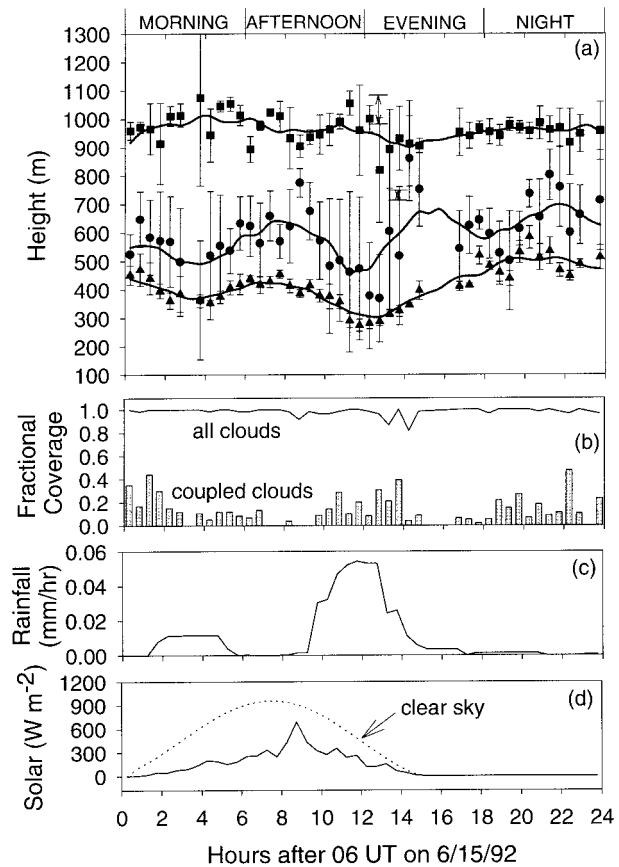 MORNING AFTERNOON EVENING NIGHT
(a)
1300
1200
1100
1000
900
800
700
600
500
400
300
200
100
Height (m)
(b)
1.0
0.8
0.6
0.4
0.2
0.0
Fractional
Coverage
all clouds
coupled clouds
(c)
0.06
0.04
0.02
0.00
Rainfall
(mm/hr)
(d)
1200
900
600
300
0
Solar (W m-2)
clear sky
0 2 4 6 8 10 12 14 16 18 20 22 24
Hours after 06 UT on 6/15/92